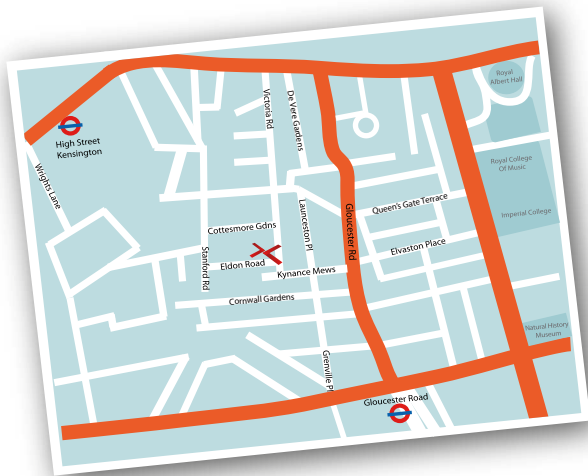 Royal
Albert Hall
Victoria Rd
De Vere Gardens
High Street
Kensington
Royal College
Of Music
Wrights Lane
Queen's Gate Terrace
Launceston Pl
Gloucester Rd
Imperial College
Cottesmore Gdns
Elvaston Place
Stanford Rd
Eldon Road
Kynance Mews
Cornwall Gardens
Natural History
Museum
Grenville Pl
Gloucester Road